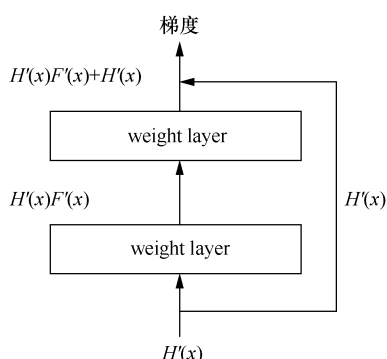 梯度
H'(x)F'(x)+H'(x)
weight layer
H'(x)F'(x)
H'(x)
weight layer
H'(x)